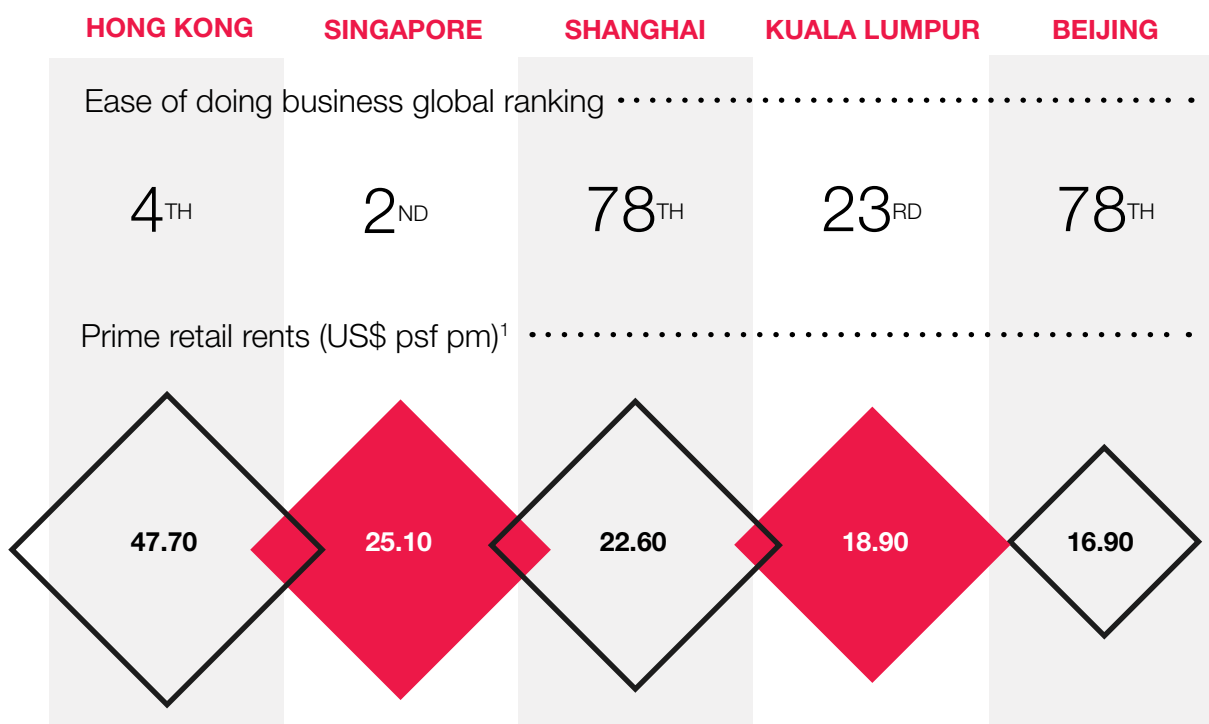 HONG KONG SINGAPORE SHANGHAI KUALA LUMPUR BEIJING
Ease of doing business global ranking
4TH 2ND 78TH 23RD 78TH
Prime retail rents (US$ psf pm)¹
47.70 25.10 22.60 18.90 16.90